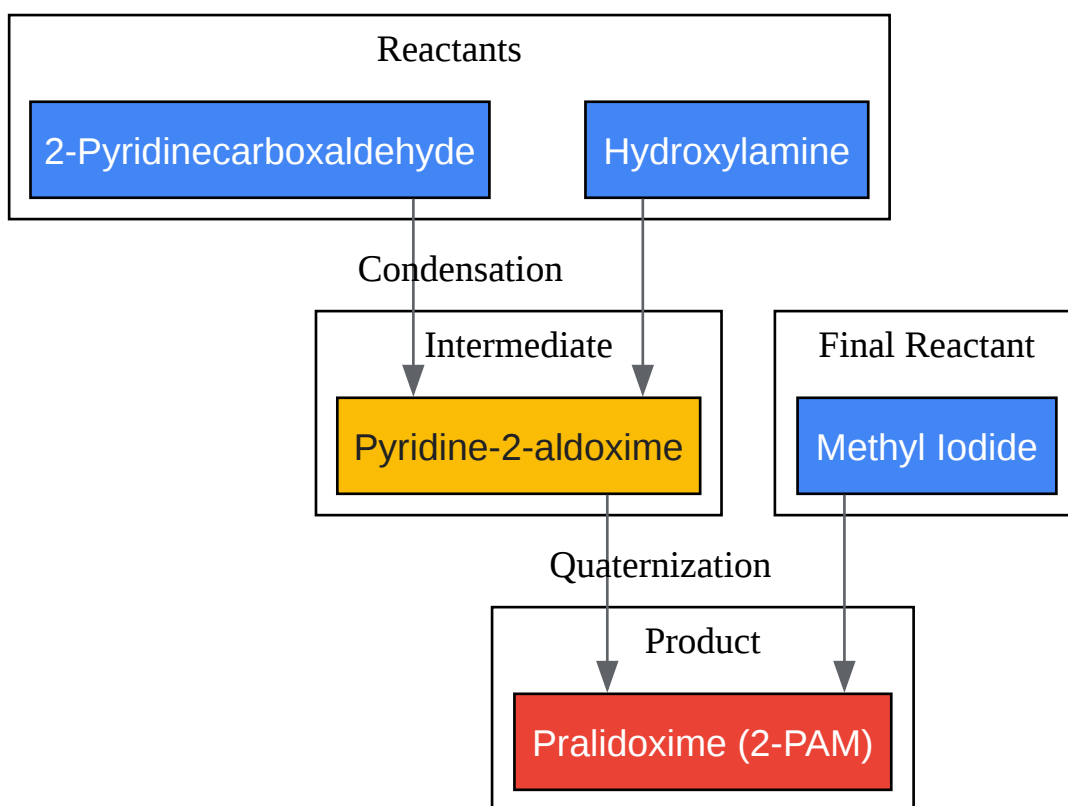 Reactants
2-Pyridinecarboxaldehyde
Hydroxylamine
Condensation
Intermediate
Final Reactant
Pyridine-2-aldoxime
Methyl Iodide
Quaternization
Product
Pralidoxime (2-PAM)